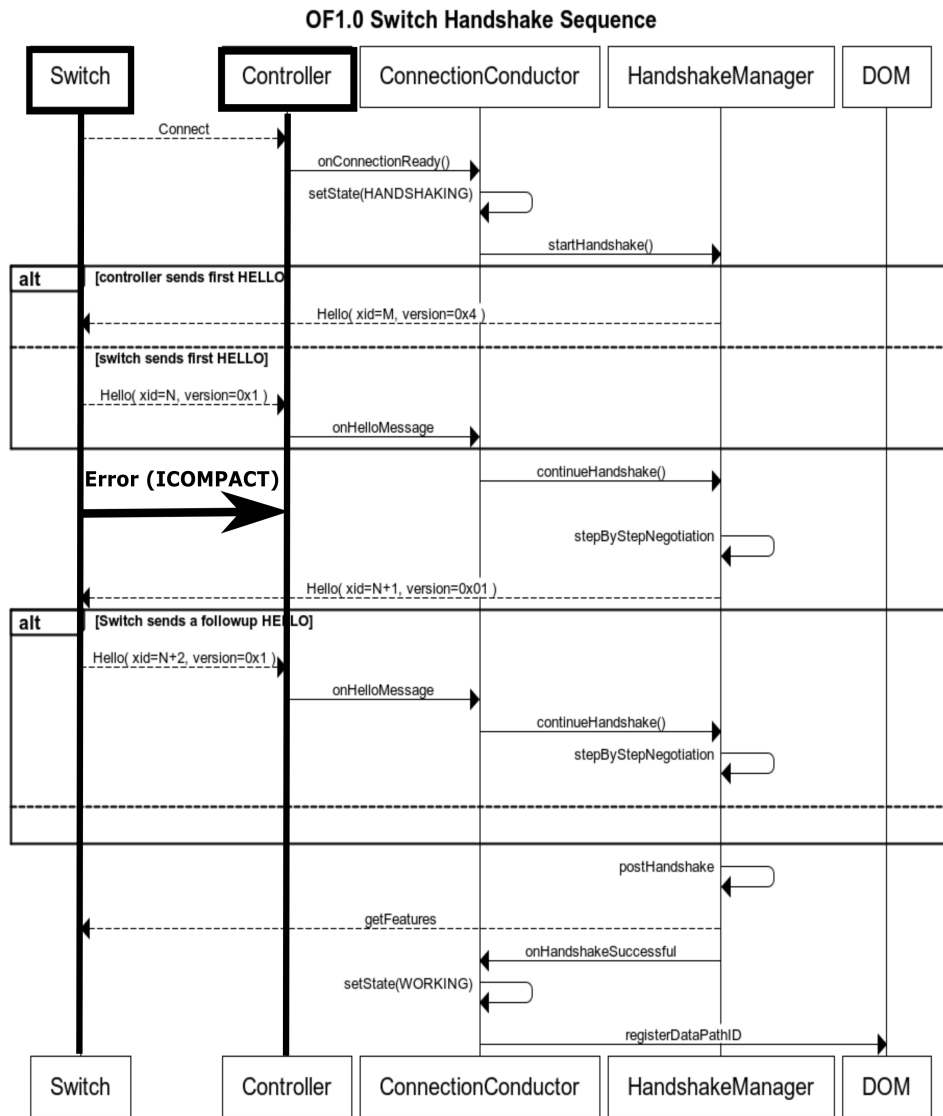 OF1.0 Switch Handshake Sequence
Switch Controller ConnectionConductor HandshakeManager DOM
Connect
onConnectionReady()
setState(HANDSHAKING)
startHandshake()
alt [controller sends first HELLO
Hello( xid=M, version=0x4 )
[switch sends first HELLO]
Hello( xid=N, version=0x1 )
onHelloMessage
Error (ICOMPACT)
continueHandshake()
stepByStepNegotiation
Hello( xid=N+1, version=0x01 )
alt [Switch sends a followup HELLO]
Hello( xid=N+2, version=0x1 )
onHelloMessage
continueHandshake()
stepByStepNegotiation
postHandshake
getFeatures
onHandshakeSuccessful
setState(WORKING)
registerDataPathID
Switch Controller ConnectionConductor HandshakeManager DOM